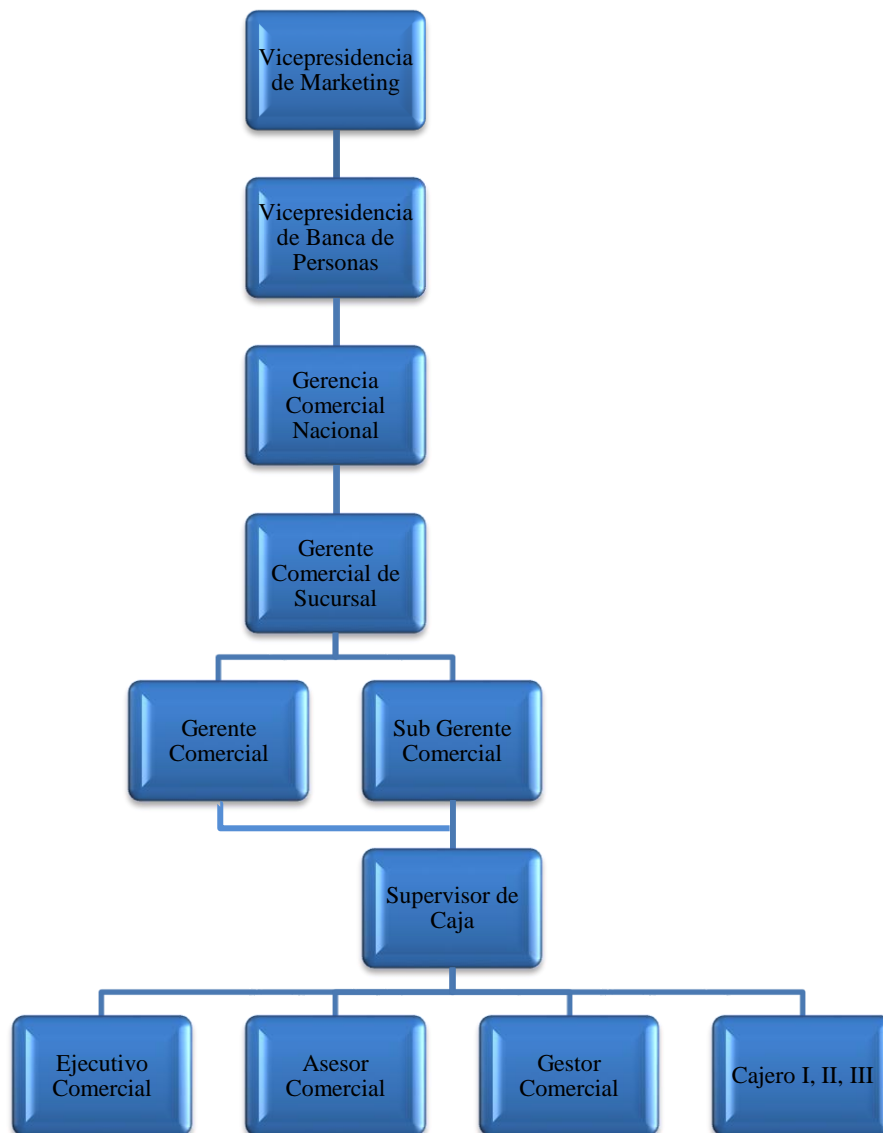 Vicepresidencia
de Marketing
Vicepresidencia
de Banca de
Personas
Gerencia
Comercial
Nacional
Gerente
Comercial de
Sucursal
Gerente
Comercial
Sub Gerente
Comercial
Supervisor de
Caja
Ejecutivo
Comercial
Asesor
Comercial
Gestor
Comercial
Cajero I, II, III